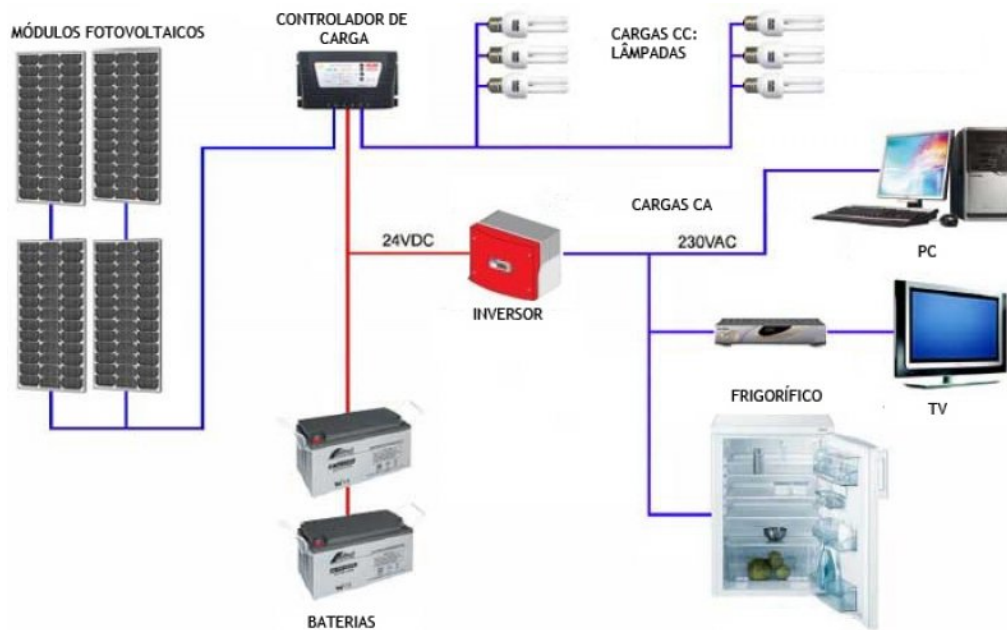 MÓDULOS FOTOVOLTAICOS
CONTROLADOR DE
CARGA
CARGAS CC:
LÂMPADAS
CARGAS CA
24VDC
230VAC
PC
INVERSOR
FRIGORÍFICO
TV
BATERIAS